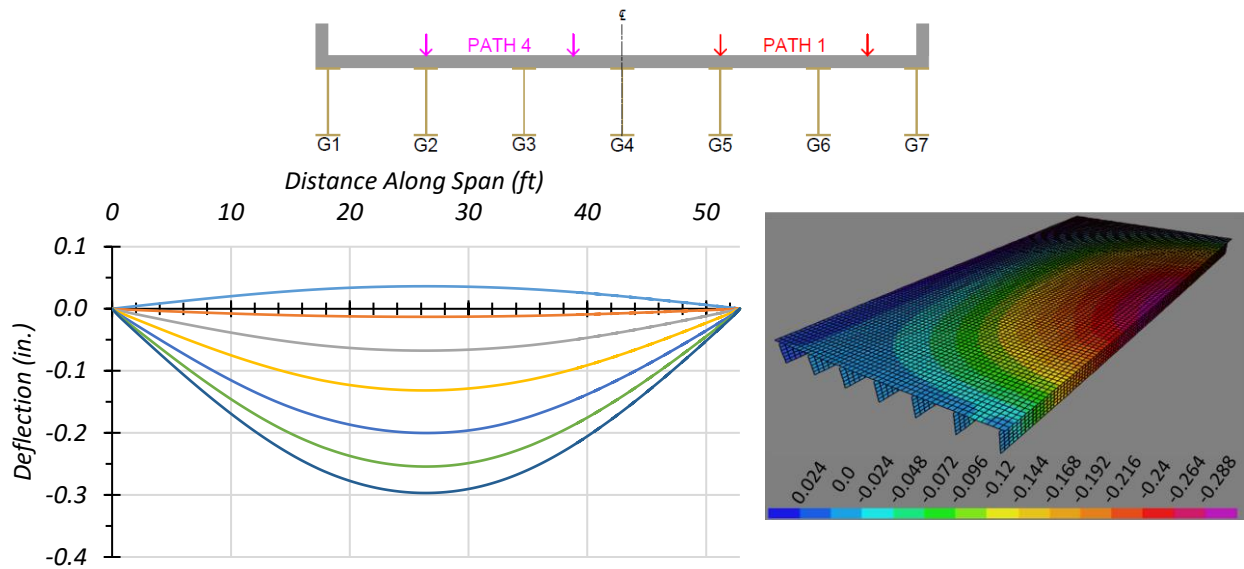 ℄
PATH 4 PATH 1
G1 G2 G3 G4 G5 G6 G7
Distance Along Span (ft)
0 10 20 30 40 50
0.1
0.0
-0.1
-0.2
-0.3
-0.4
Deflection (in.)
0.024 0.0 -0.024 -0.048 -0.072 -0.096 -0.12 -0.144 -0.168 -0.192 -0.216 -0.24 -0.264 -0.288